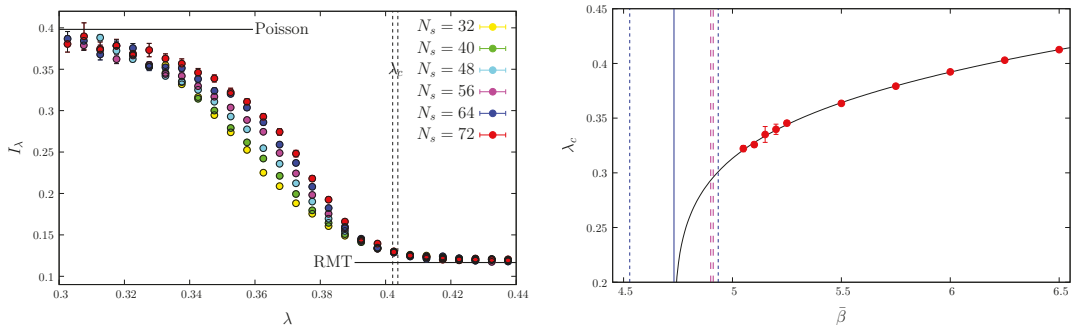 0.4
0.35
0.3
0.25
0.2
0.15
0.1
I_λ
Poisson
RMT
λ_c
N_s = 32
N_s = 40
N_s = 48
N_s = 56
N_s = 64
N_s = 72
0.3
0.32
0.34
0.36
0.38
0.4
0.42
0.44
λ
0.45
0.4
0.35
0.3
0.25
0.2
λ_c
4.5
5
5.5
6
6.5
β̄